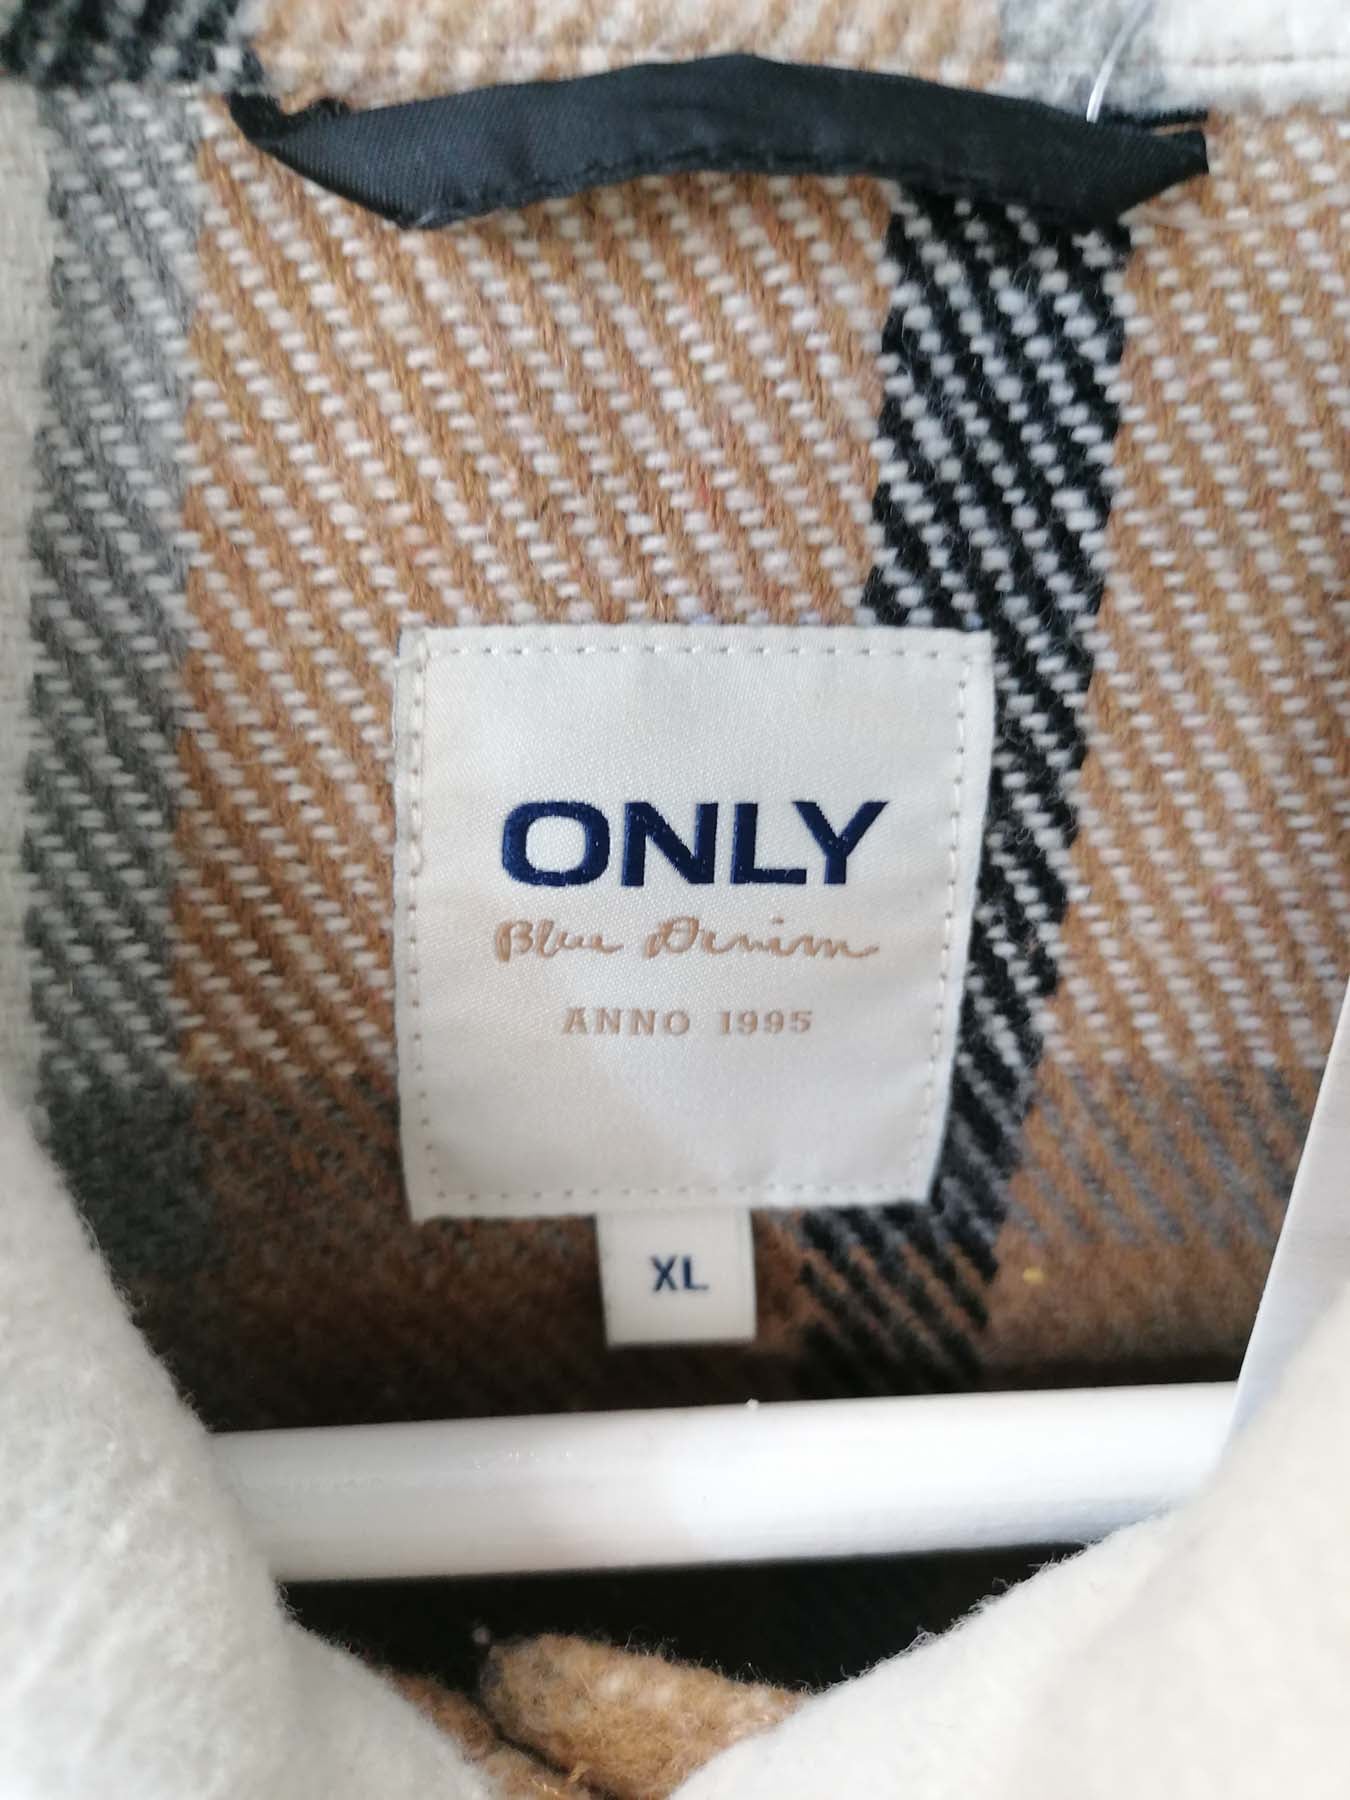 ONLY
Blue Denim
ANNO 1995
XL